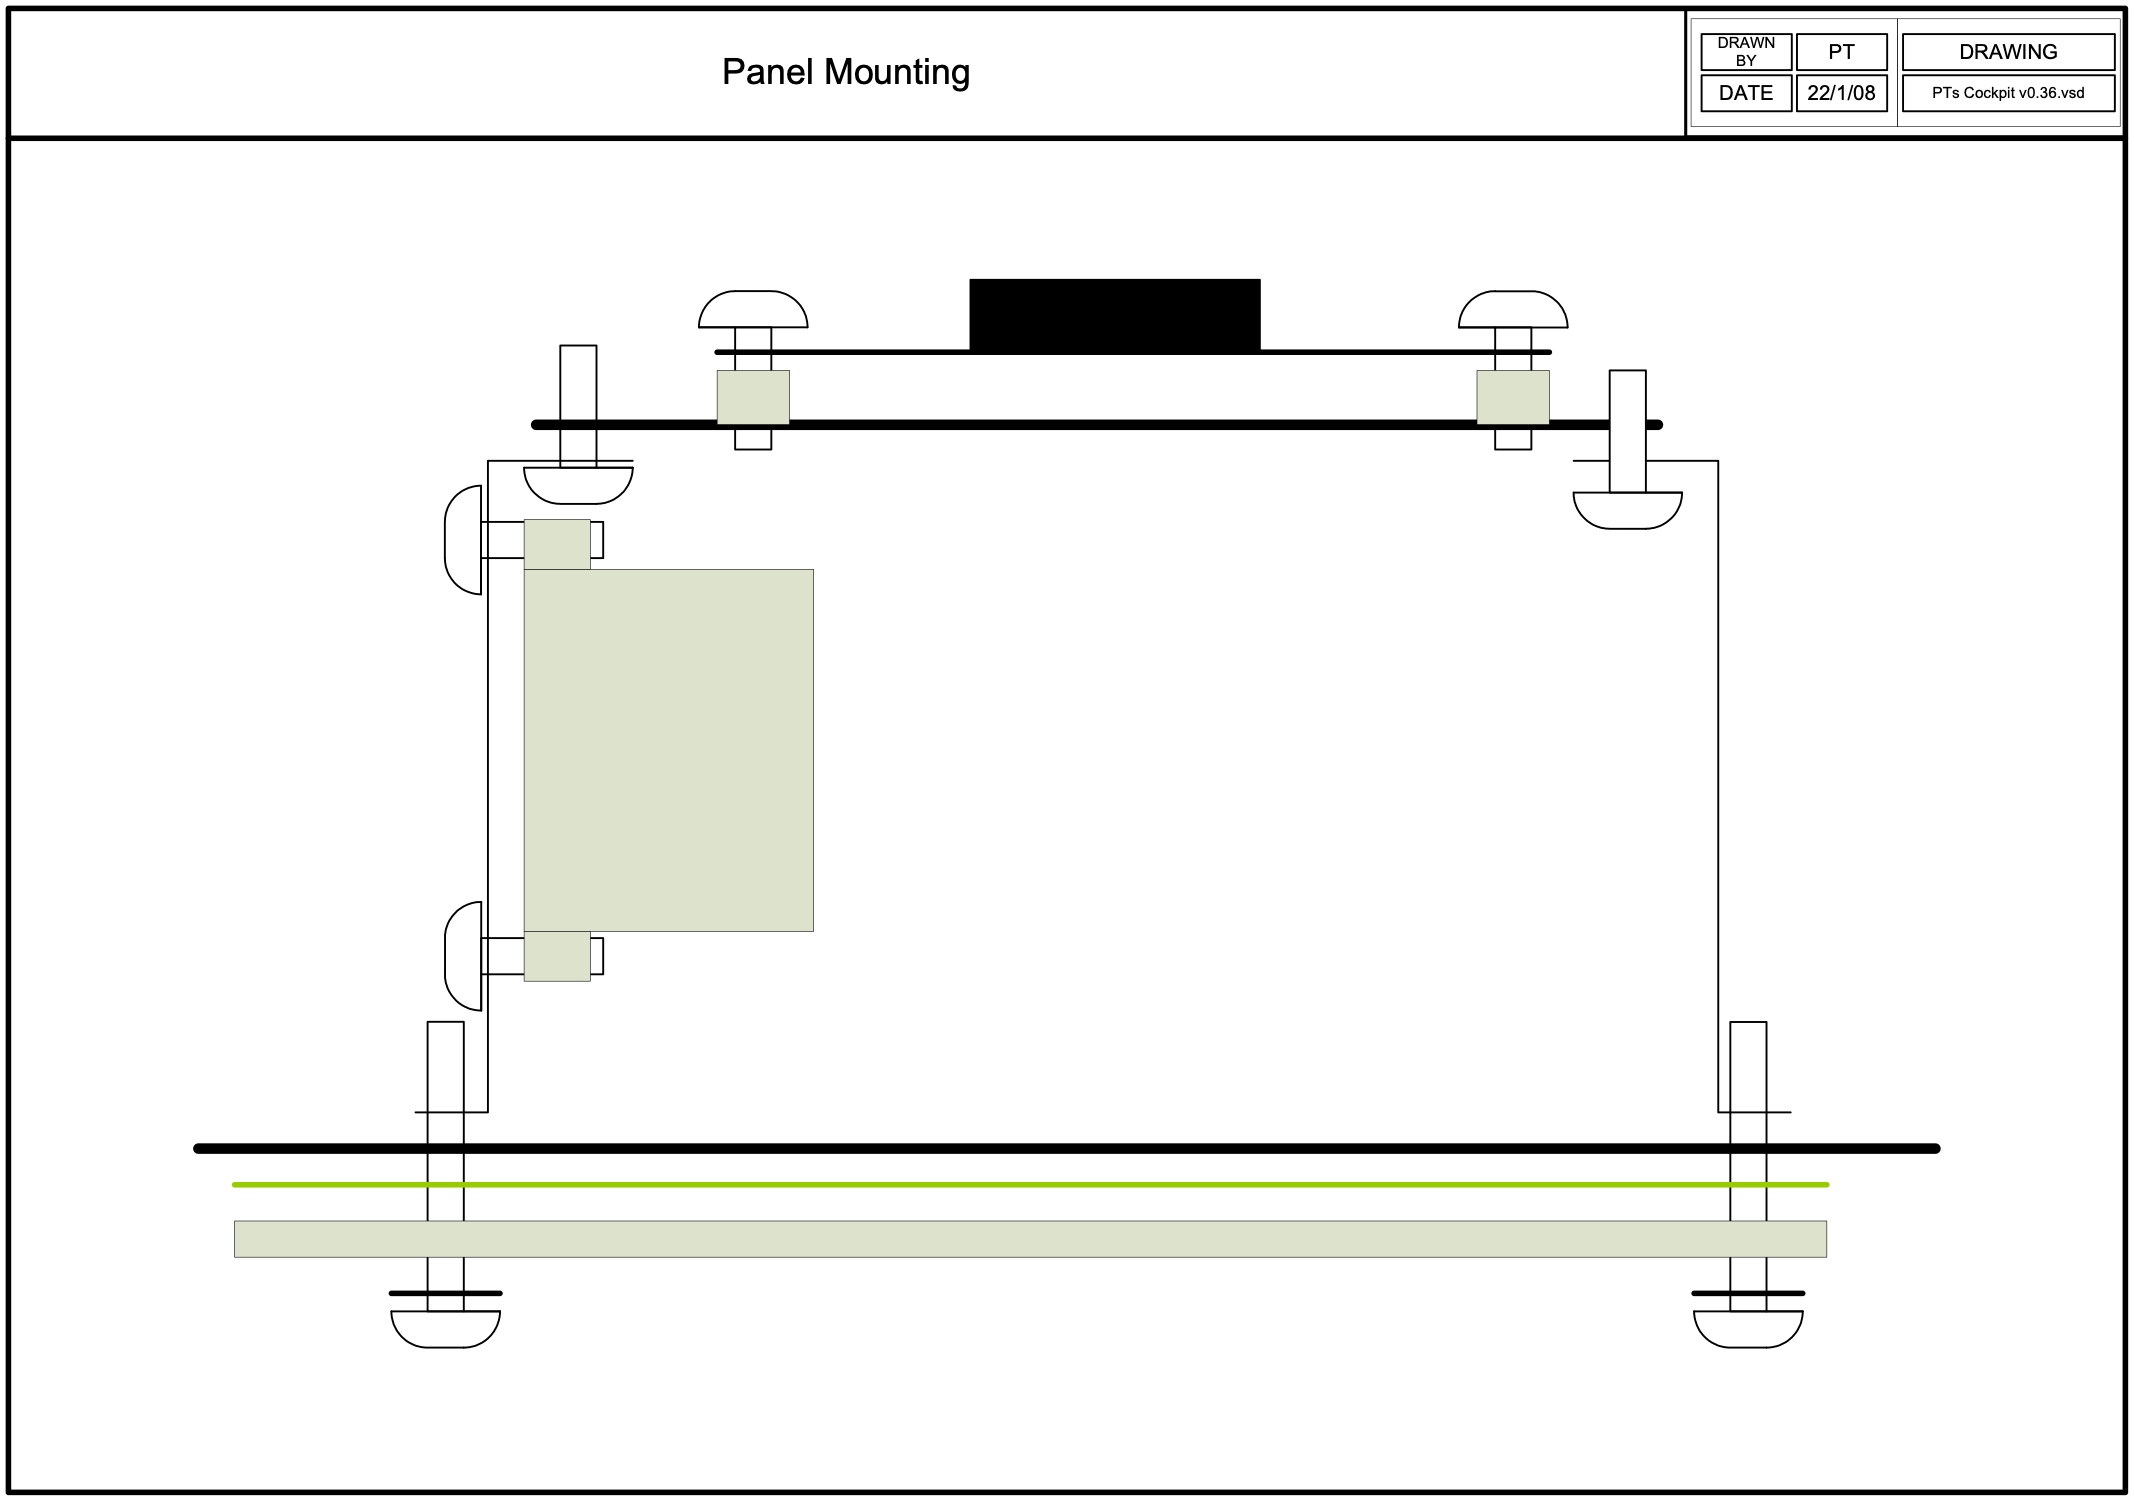 Panel Mounting
DRAWN
BY
PT
DRAWING
DATE
22/1/08
PTs Cockpit v0.36.vsd